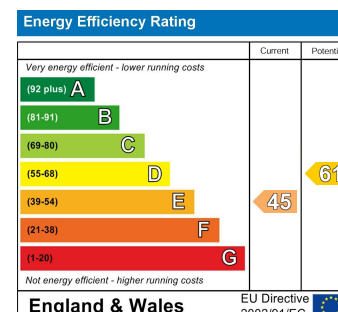 Energy Efficiency Rating
Current
Very energy efficient - lower running costs
(92 plus) A
(81-91) B
(69-80) C
(55-68) D
61
(39-54) E
45
(21-38) F
(1-20) G
Not energy efficient - higher running costs
England & Wales
EU Directive